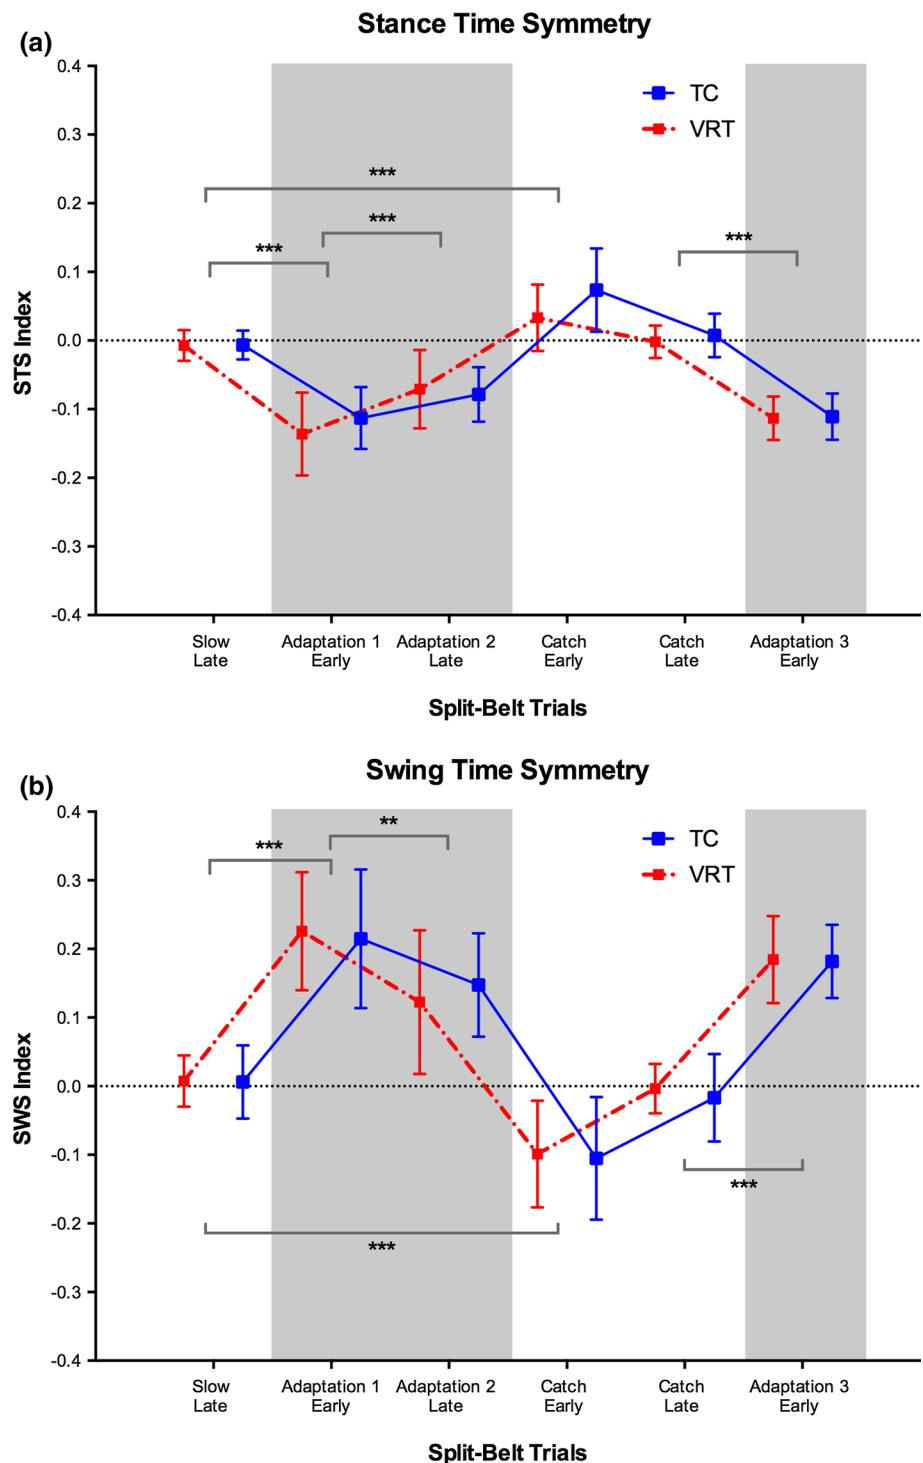 Stance Time Symmetry
(a)
0.4
TC
0.3
VRT
***
0.2
***
***
***
0.1
STS Index
0.0
-0.1
-0.2
-0.3
-0.4
Slow Late
Adaptation 1 Early
Adaptation 2 Late
Catch Early
Catch Late
Adaptation 3 Early
Split-Belt Trials
Swing Time Symmetry
(b)
0.4
**
TC
***
0.3
VRT
0.2
0.1
SWS Index
0.0
-0.1
***
-0.2
***
-0.3
-0.4
Slow Late
Adaptation 1 Early
Adaptation 2 Late
Catch Early
Catch Late
Adaptation 3 Early
Split-Belt Trials